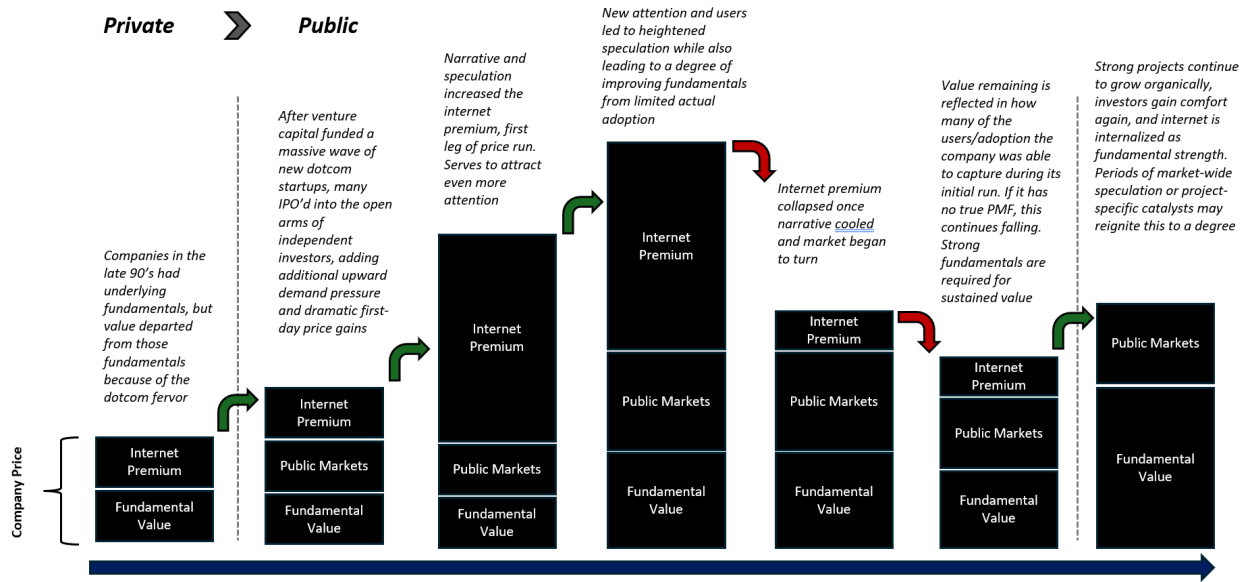 Private
Public
Companies in the
late 90's had
underlying
fundamentals, but
value departed
from those
fundamentals
because of the
dotcom fervor
After venture
capital funded a
massive wave of
new dotcom
startups, many
IPO'd into the open
arms of
independent
investors, adding
additional upward
demand pressure
and dramatic first-
day price gains
Narrative and
speculation
increased the
internet
premium, first
leg of price run.
Serves to attract
even more
attention
New attention and users
led to heightened
speculation while also
leading to a degree of
improving fundamentals
from limited actual
adoption
Internet premium
collapsed once
narrative cooled
and market began
to turn
Value remaining is
reflected in how
many of the
users/adoption the
company was able
to capture during its
initial run. If it has
no true PMF, this
continues falling.
Strong
fundamentals are
required for
sustained value
Strong projects continue
to grow organically,
investors gain comfort
again, and internet is
internalized as
fundamental strength.
Periods of market-wide
speculation or project-
specific catalysts may
reignite this to a degree
Company Price
Internet
Premium
Fundamental
Value
Internet
Premium
Public Markets
Fundamental
Value
Internet
Premium
Public Markets
Fundamental
Value
Internet
Premium
Public Markets
Fundamental
Value
Internet
Premium
Public Markets
Fundamental
Value
Internet
Premium
Public Markets
Fundamental
Value
Public Markets
Fundamental
Value